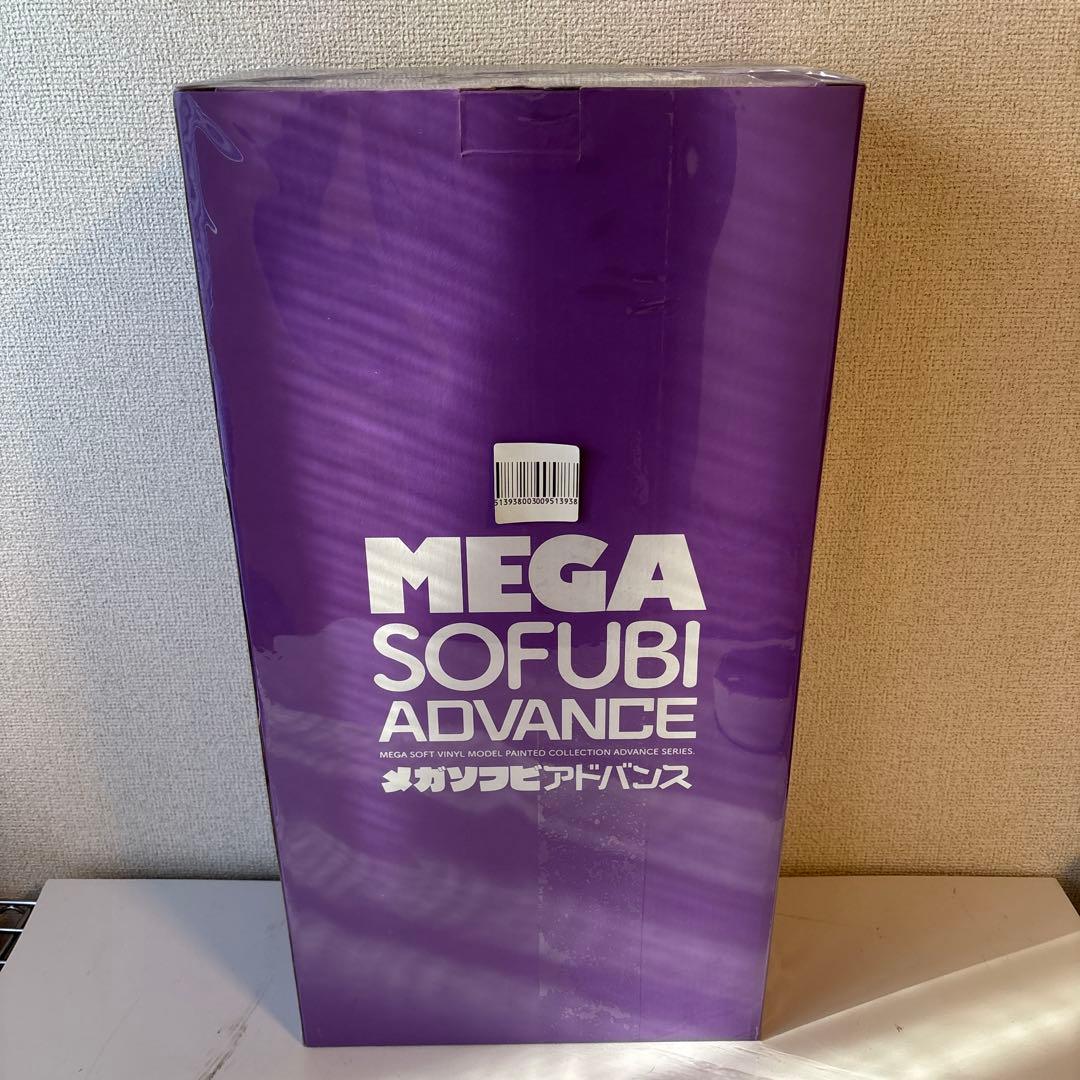 513938003009513938
MEGA
SOFUBI
ADVANCE
MEGA SOFT VINYL MODEL PAINTED COLLECTION ADVANCE SERIES.
メガソフビアドバンス